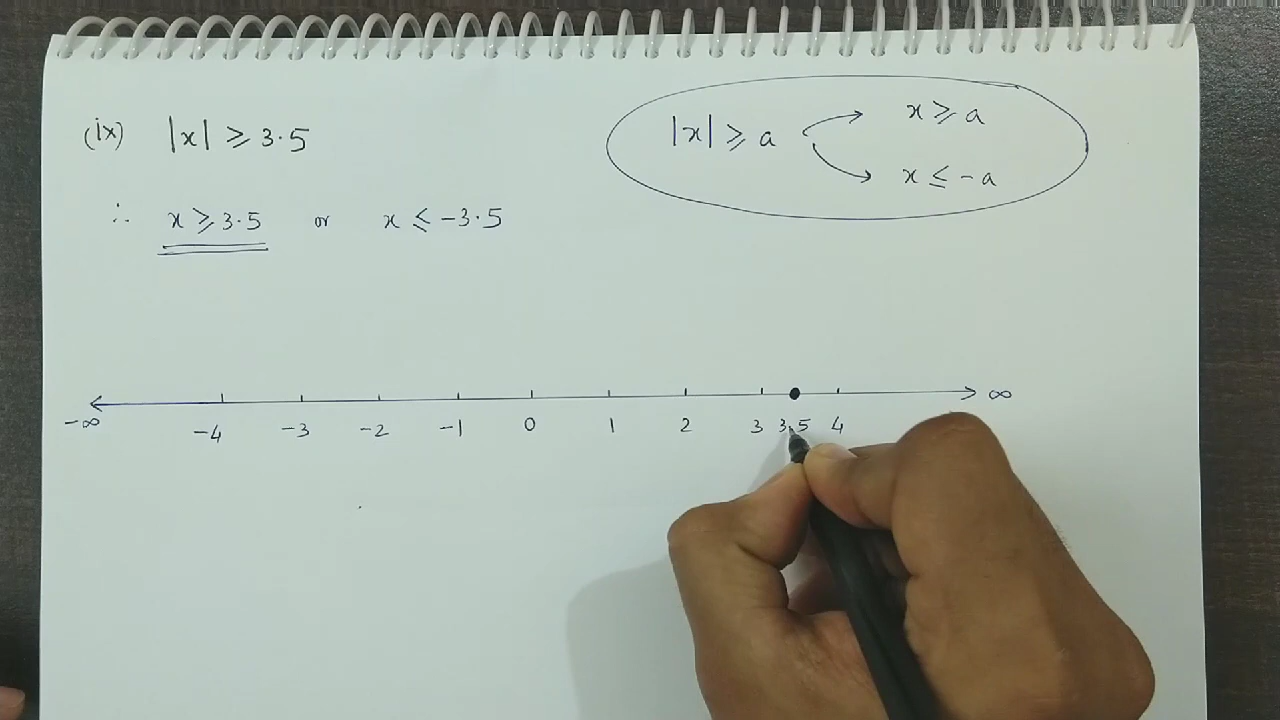 (ix) |x| ≥ 3·5
|x| ≥ a
x ≥ a
x ≤ -a
∴ x ≥ 3·5 or x ≤ -3·5
-∞ ∞
-4 -3 -2 -1 0 1 2 3 3.5 4